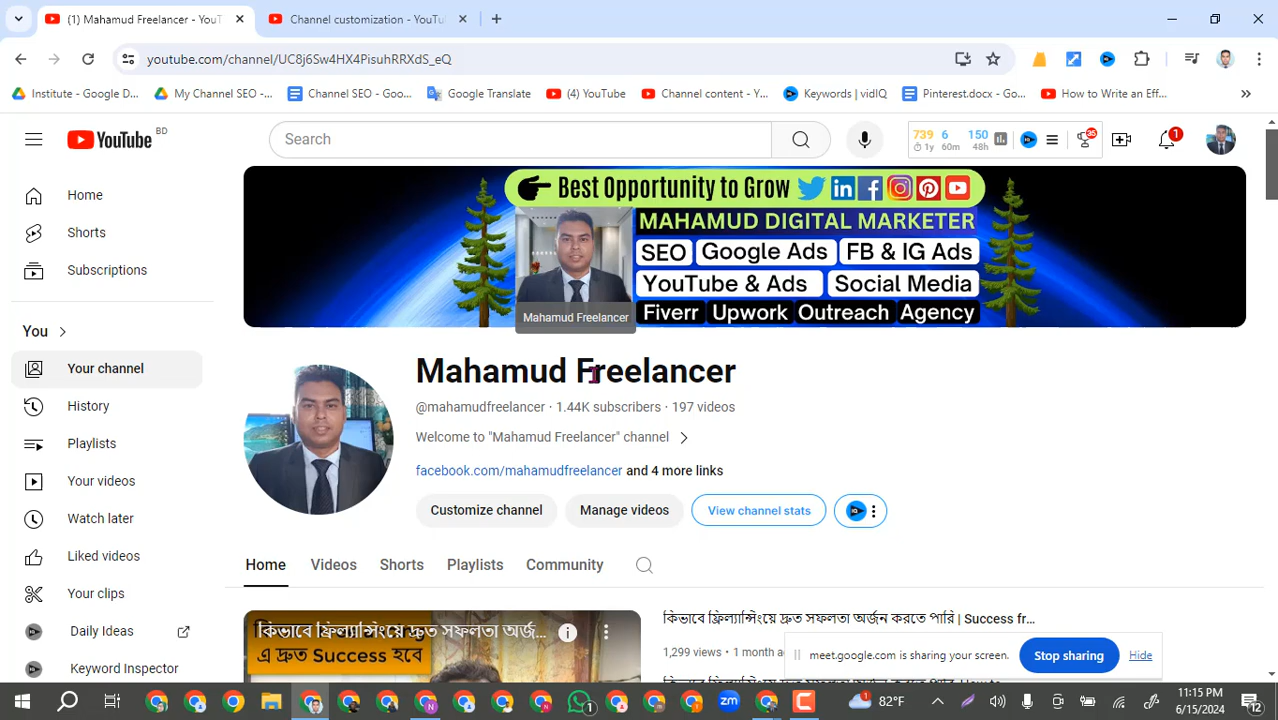 (1) Mahamud Freelancer - YouT
Channel customization - YouTu
youtube.com/channel/UC8j6Sw4HX4PisuhRRXdS_eQ
Institute - Google D...
My Channel SEO -...
Channel SEO - Goo...
Google Translate
(4) YouTube
Channel content - Y...
Keywords | vidIQ
Pinterest.docx - Go...
How to Write an Eff...
YouTube BD
Search
739 6 150
1y 60m 48h
35
1
Home
Shorts
Subscriptions
You
Your channel
History
Playlists
Your videos
Watch later
Liked videos
Your clips
Daily Ideas
Keyword Inspector
Best Opportunity to Grow
MAHAMUD DIGITAL MARKETER
SEO Google Ads FB & IG Ads
YouTube & Ads Social Media
Fiverr Upwork Outreach Agency
Mahamud Freelancer
Mahamud Freelancer
@mahamudfreelancer · 1.44K subscribers · 197 videos
Welcome to "Mahamud Freelancer" channel
facebook.com/mahamudfreelancer and 4 more links
Customize channel
Manage videos
View channel stats
Home
Videos
Shorts
Playlists
Community
কিভাবে ফ্রিল্যান্সিংয়ে দ্রুত সফলতা অর্জ...
এ দ্রুত Success হবে
কিভাবে ফ্রিল্যান্সিংয়ে দ্রুত সফলতা অর্জন করতে পারি | Success fr...
1,299 views • 1 month a
meet.google.com is sharing your screen.
Stop sharing
Hide
82°F
11:15 PM
6/15/2024